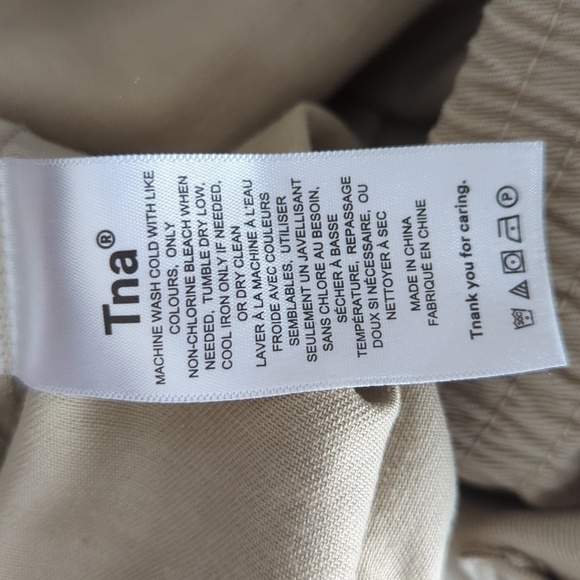 Tna®
MACHINE WASH COLD WITH LIKE
COLOURS, ONLY
NON-CHLORINE BLEACH WHEN
NEEDED, TUMBLE DRY LOW,
COOL IRON ONLY IF NEEDED,
OR DRY CLEAN
LAVER À LA MACHINE À L'EAU
FROIDE AVEC COULEURS
SEMBLABLES, UTILISER
SEULEMENT UN JAVELLISANT
SANS CHLORE AU BESOIN,
SÉCHER À BASSE
TEMPÉRATURE, REPASSAGE
DOUX SI NÉCESSAIRE, OU
NETTOYER À SEC
MADE IN CHINA
FABRIQUÉ EN CHINE
Tnank you for caring.
30C
P